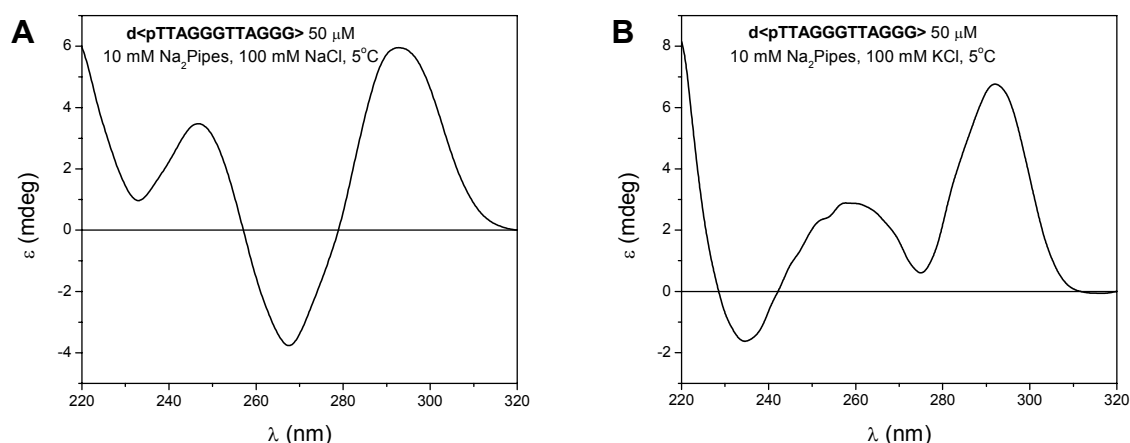 A
d<pTTAGGGTTAGGG> 50 μM
10 mM Na₂Pipes, 100 mM NaCl, 5°C
6
4
2
0
-2
-4
ε (mdeg)
220 240 260 280 300 320
λ (nm)
B
d<pTTAGGGTTAGGG> 50 μM
10 mM Na₂Pipes, 100 mM KCl, 5°C
8
6
4
2
0
-2
ε (mdeg)
220 240 260 280 300 320
λ (nm)